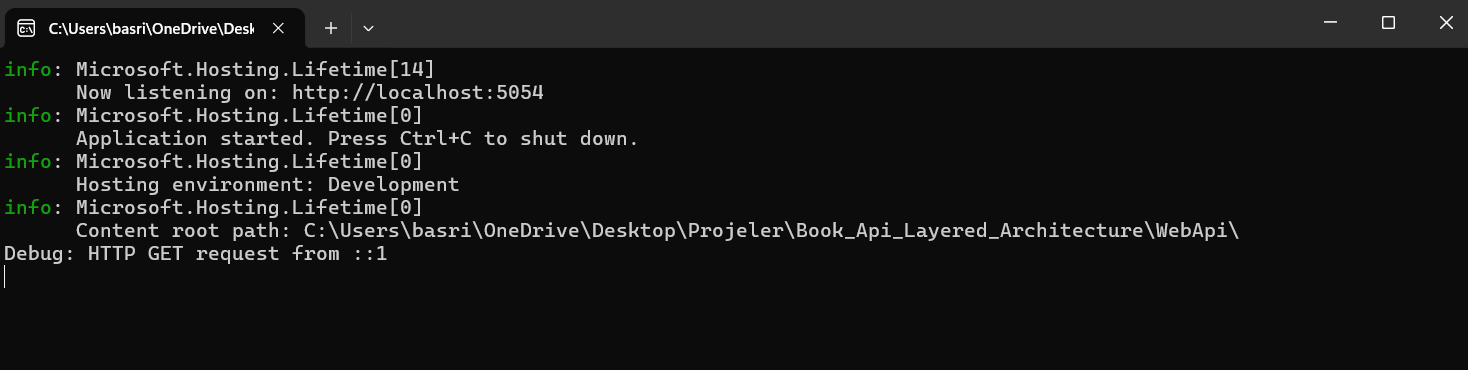 C:\Users\basri\OneDrive\Desk
info: Microsoft.Hosting.Lifetime[14]
Now listening on: http://localhost:5054
info: Microsoft.Hosting.Lifetime[0]
Application started. Press Ctrl+C to shut down.
info: Microsoft.Hosting.Lifetime[0]
Hosting environment: Development
info: Microsoft.Hosting.Lifetime[0]
Content root path: C:\Users\basri\OneDrive\Desktop\Projeler\Book_Api_Layered_Architecture\WebApi\
Debug: HTTP GET request from ::1